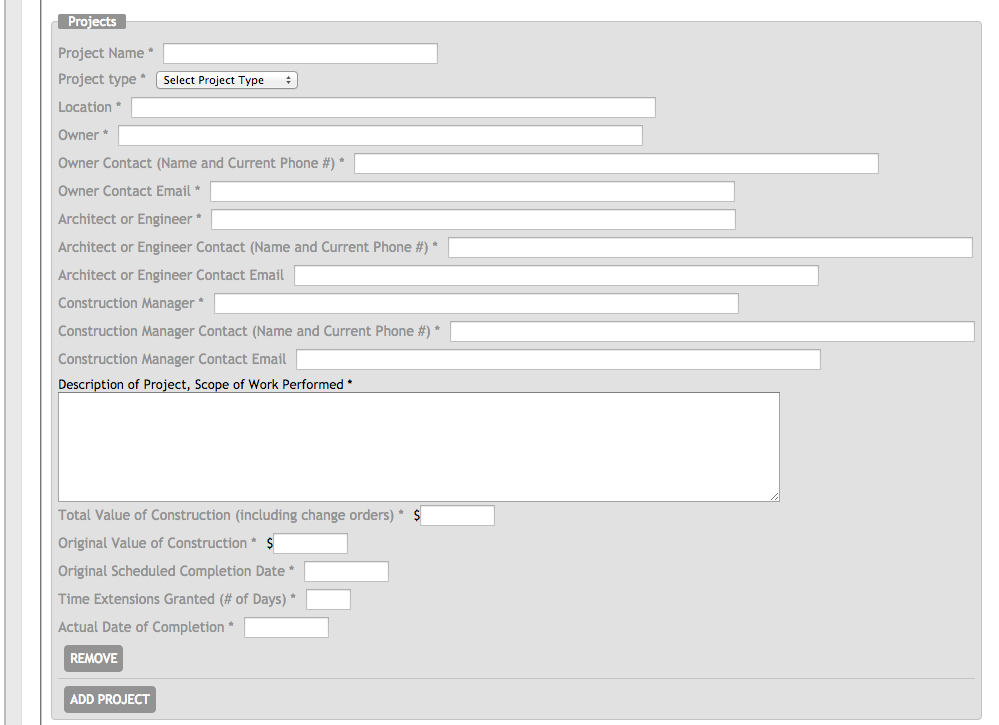 Projects
Project Name *
Project type * Select Project Type
Location *
Owner *
Owner Contact (Name and Current Phone #) *
Owner Contact Email *
Architect or Engineer *
Architect or Engineer Contact (Name and Current Phone #) *
Architect or Engineer Contact Email
Construction Manager *
Construction Manager Contact (Name and Current Phone #) *
Construction Manager Contact Email
Description of Project, Scope of Work Performed *
Total Value of Construction (including change orders) * $
Original Value of Construction * $
Original Scheduled Completion Date *
Time Extensions Granted (# of Days) *
Actual Date of Completion *
REMOVE
ADD PROJECT